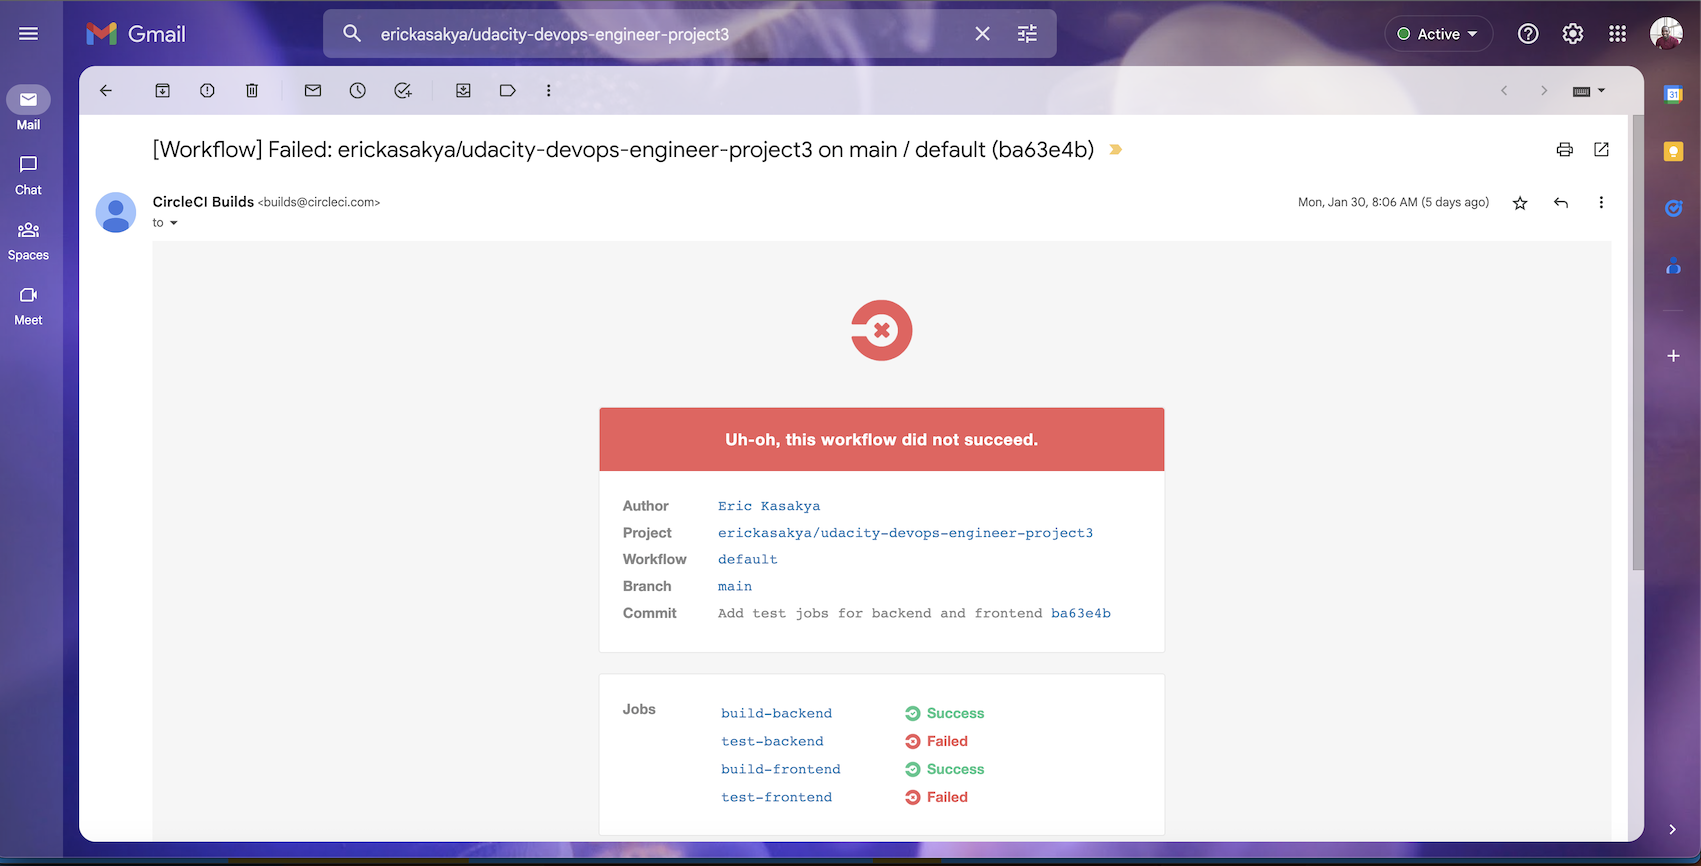 Gmail
erickasakya/udacity-devops-engineer-project3
Active
Mail
Chat
Spaces
Meet
31
[Workflow] Failed: erickasakya/udacity-devops-engineer-project3 on main / default (ba63e4b)
CircleCI Builds <builds@circleci.com>
Mon, Jan 30, 8:06 AM (5 days ago)
to
Uh-oh, this workflow did not succeed.
Author Eric Kasakya
Project erickasakya/udacity-devops-engineer-project3
Workflow default
Branch main
Commit Add test jobs for backend and frontend ba63e4b
Jobs
build-backend Success
test-backend Failed
build-frontend Success
test-frontend Failed